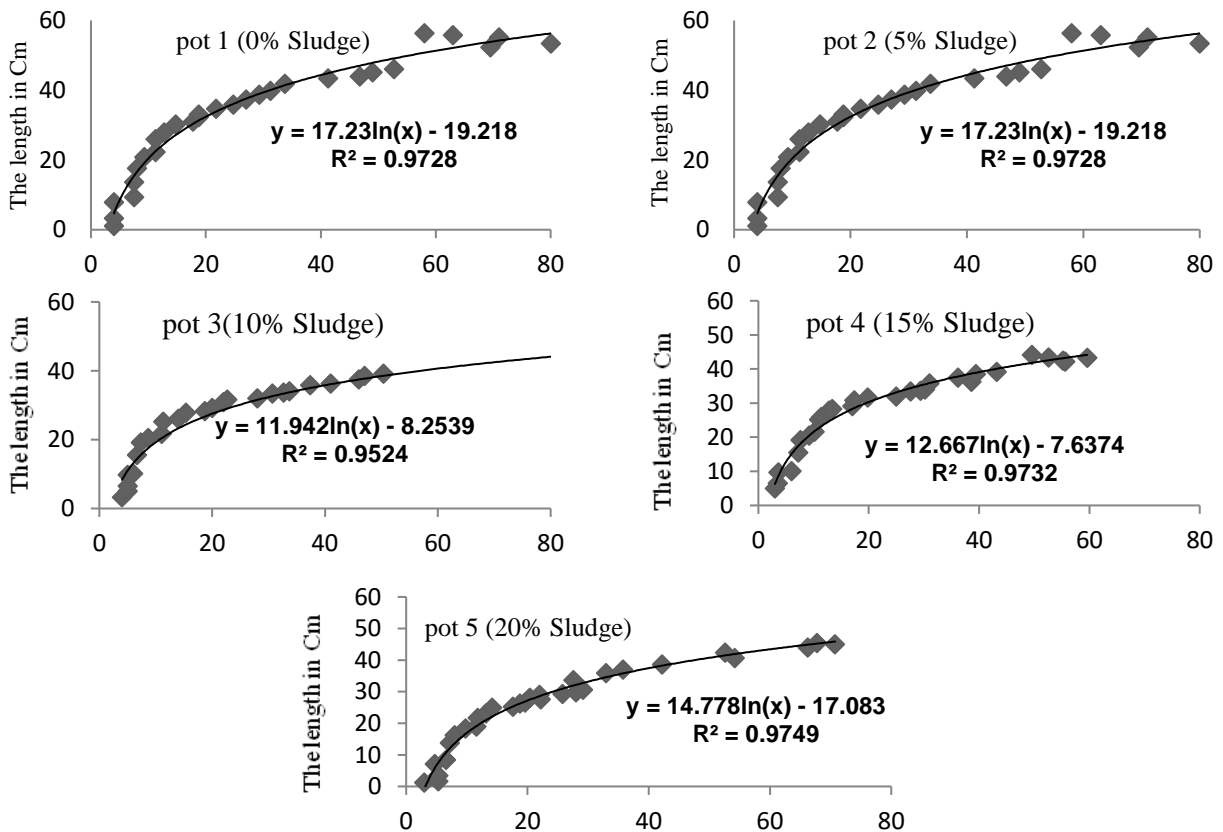 pot 1 (0% Sludge)
The length in Cm
60
40
20
0
y = 17.23ln(x) - 19.218
R² = 0.9728
0 20 40 60 80
pot 2 (5% Sludge)
The length in Cm
60
40
20
0
y = 17.23ln(x) - 19.218
R² = 0.9728
0 20 40 60 80
pot 3(10% Sludge)
The length in Cm
60
40
20
0
y = 11.942ln(x) - 8.2539
R² = 0.9524
0 20 40 60 80
pot 4 (15% Sludge)
The length in Cm
60
50
40
30
20
10
0
y = 12.667ln(x) - 7.6374
R² = 0.9732
0 20 40 60 80
pot 5 (20% Sludge)
The length in Cm
60
50
40
30
20
10
0
y = 14.778ln(x) - 17.083
R² = 0.9749
0 20 40 60 80